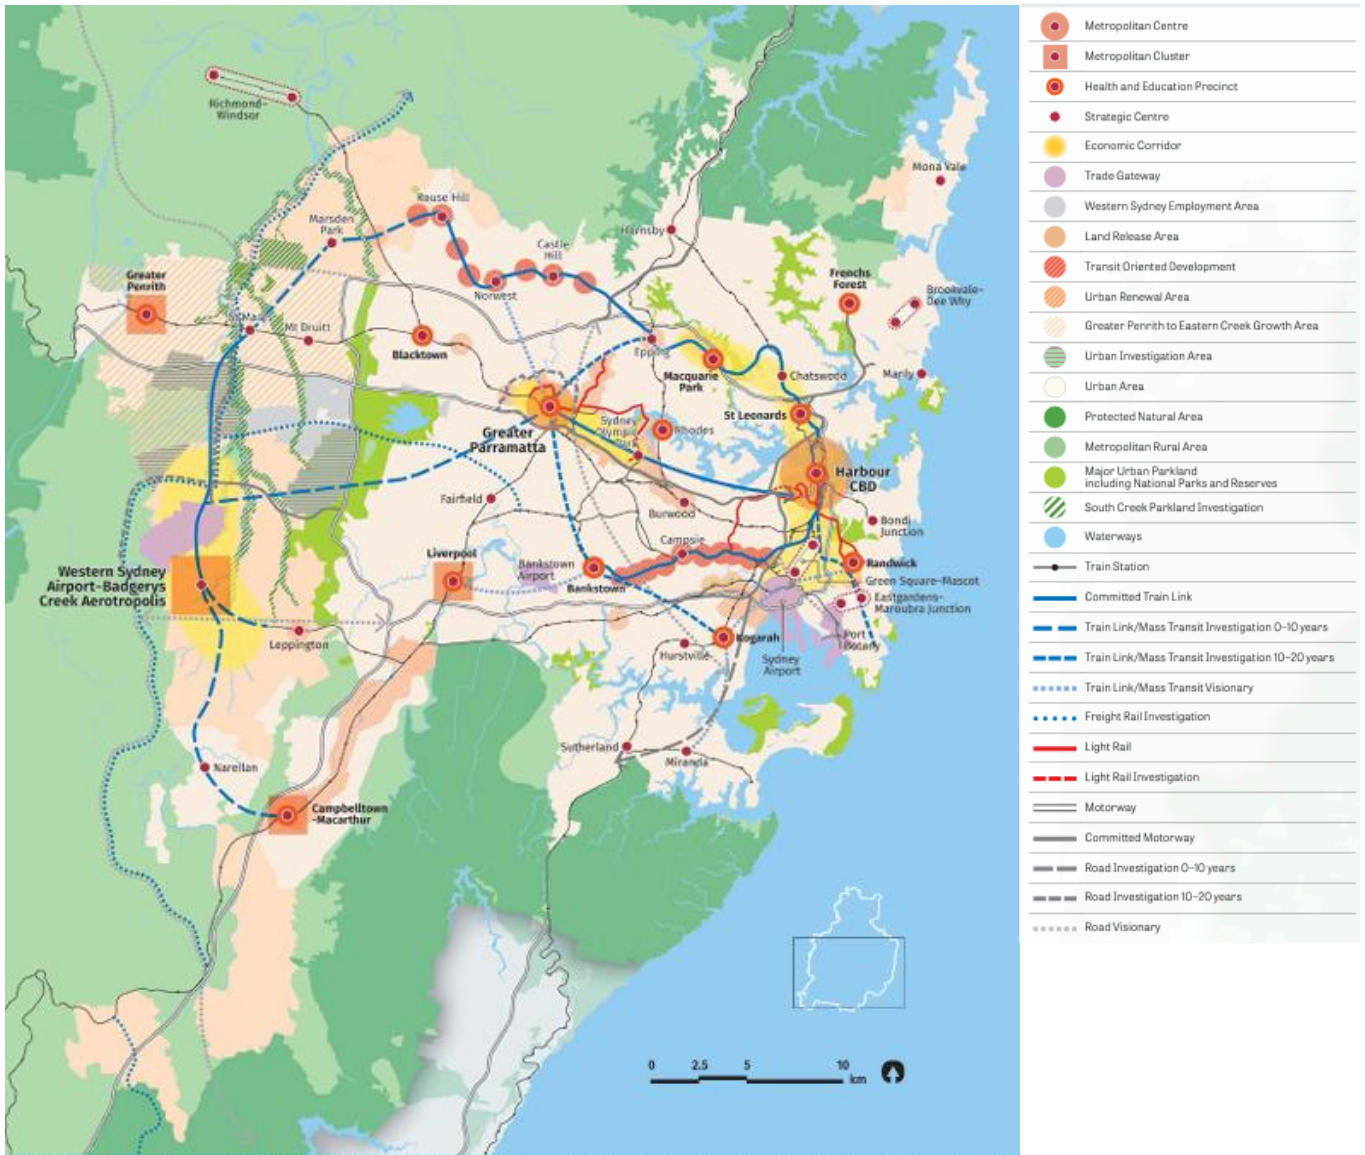 Richmond–
Windsor
Mona Vale
Rouse Hill
Marsden
Park
Hornsby
Castle
Hill
Greater
Penrith
Frenchs
Forest
Brookvale–
Dee Why
Norwest
St Marys
Mt Druitt
Blacktown
Epping
Macquarie
Park
Chatswood
Manly
St Leonards
Greater
Parramatta
Sydney
Olympic
Park
Rhodes
Harbour
CBD
Fairfield
Burwood
Bondi
Junction
Campsie
Liverpool
Bankstown
Airport
Bankstown
Randwick
Western Sydney
Airport-Badgerys
Creek Aerotropolis
Green Square–Mascot
Eastgardens–
Maroubra Junction
Leppington
Kogarah
Port
Botany
Hurstville
Sydney
Airport
Sutherland
Miranda
Narellan
Campbelltown
-Macarthur
0 2.5 5 10
km
Metropolitan Centre
Metropolitan Cluster
Health and Education Precinct
Strategic Centre
Economic Corridor
Trade Gateway
Western Sydney Employment Area
Land Release Area
Transit Oriented Development
Urban Renewal Area
Greater Penrith to Eastern Creek Growth Area
Urban Investigation Area
Urban Area
Protected Natural Area
Metropolitan Rural Area
Major Urban Parkland
including National Parks and Reserves
South Creek Parkland Investigation
Waterways
Train Station
Committed Train Link
Train Link/Mass Transit Investigation 0–10 years
Train Link/Mass Transit Investigation 10–20 years
Train Link/Mass Transit Visionary
Freight Rail Investigation
Light Rail
Light Rail Investigation
Motorway
Committed Motorway
Road Investigation 0–10 years
Road Investigation 10–20 years
Road Visionary